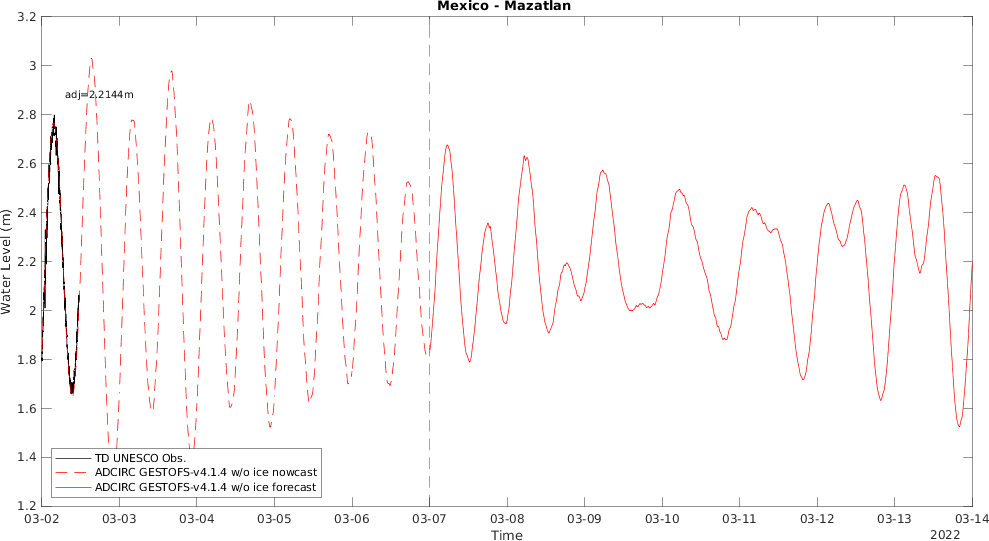 Mexico - Mazatlan
3.2
3
2.8
2.6
2.4
2.2
2
1.8
1.6
1.4
1.2
Water Level (m)
adj=2.2144m
TD UNESCO Obs.
ADCIRC GESTOFS-v4.1.4 w/o ice nowcast
ADCIRC GESTOFS-v4.1.4 w/o ice forecast
03-02 03-03 03-04 03-05 03-06 03-07 03-08 03-09 03-10 03-11 03-12 03-13 03-14
Time
2022